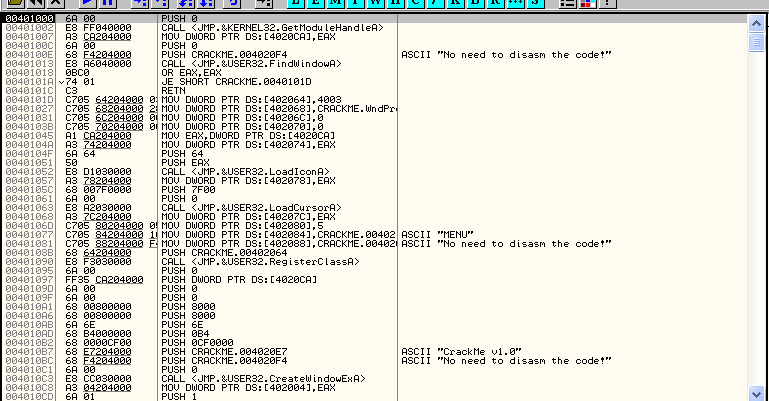 L E M T W H C / K B R ... S
00401000 6A 00 PUSH 0
00401002 E8 FF040000 CALL <JMP.&KERNEL32.GetModuleHandleA>
00401007 A3 CA204000 MOV DWORD PTR DS:[4020CA],EAX
0040100C 6A 00 PUSH 0
0040100E 68 F4204000 PUSH CRACKME.004020F4 ASCII "No need to disasm the code!"
00401013 E8 A6040000 CALL <JMP.&USER32.FindWindowA>
00401018 0BC0 OR EAX,EAX
0040101A 74 01 JE SHORT CRACKME.0040101D
0040101C C3 RETN
0040101D C705 64204000 03 MOV DWORD PTR DS:[402064],4003
00401027 C705 68204000 28 MOV DWORD PTR DS:[402068],CRACKME.WndPro
00401031 C705 6C204000 00 MOV DWORD PTR DS:[40206C],0
0040103B C705 70204000 00 MOV DWORD PTR DS:[402070],0
00401045 A1 CA204000 MOV EAX,DWORD PTR DS:[4020CA]
0040104A A3 74204000 MOV DWORD PTR DS:[402074],EAX
0040104F 6A 64 PUSH 64
00401051 50 PUSH EAX
00401052 E8 D1030000 CALL <JMP.&USER32.LoadIconA>
00401057 A3 78204000 MOV DWORD PTR DS:[402078],EAX
0040105C 68 007F0000 PUSH 7F00
00401061 6A 00 PUSH 0
00401063 E8 A2030000 CALL <JMP.&USER32.LoadCursorA>
00401068 A3 7C204000 MOV DWORD PTR DS:[40207C],EAX
0040106D C705 80204000 05 MOV DWORD PTR DS:[402080],5
00401077 C705 84204000 10 MOV DWORD PTR DS:[402084],CRACKME.004021 ASCII "MENU"
00401081 C705 88204000 F4 MOV DWORD PTR DS:[402088],CRACKME.004020 ASCII "No need to disasm the code!"
0040108B 68 64204000 PUSH CRACKME.00402064
00401090 E8 F3030000 CALL <JMP.&USER32.RegisterClassA>
00401095 6A 00 PUSH 0
00401097 FF35 CA204000 PUSH DWORD PTR DS:[4020CA]
0040109D 6A 00 PUSH 0
0040109F 6A 00 PUSH 0
004010A1 68 00800000 PUSH 8000
004010A6 68 00800000 PUSH 8000
004010AB 6A 6E PUSH 6E
004010AD 68 B4000000 PUSH 0B4
004010B2 68 0000CF00 PUSH 0CF0000
004010B7 68 E7204000 PUSH CRACKME.004020E7 ASCII "CrackMe v1.0"
004010BC 68 F4204000 PUSH CRACKME.004020F4 ASCII "No need to disasm the code!"
004010C1 6A 00 PUSH 0
004010C3 E8 CC030000 CALL <JMP.&USER32.CreateWindowExA>
004010C8 A3 04204000 MOV DWORD PTR DS:[402004],EAX
004010CD 6A 01 PUSH 1